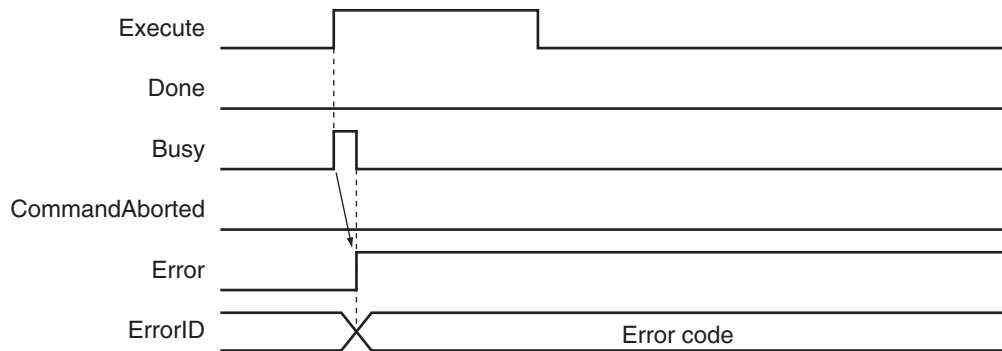 Execute
Done
Busy
CommandAborted
Error
ErrorID
Error code